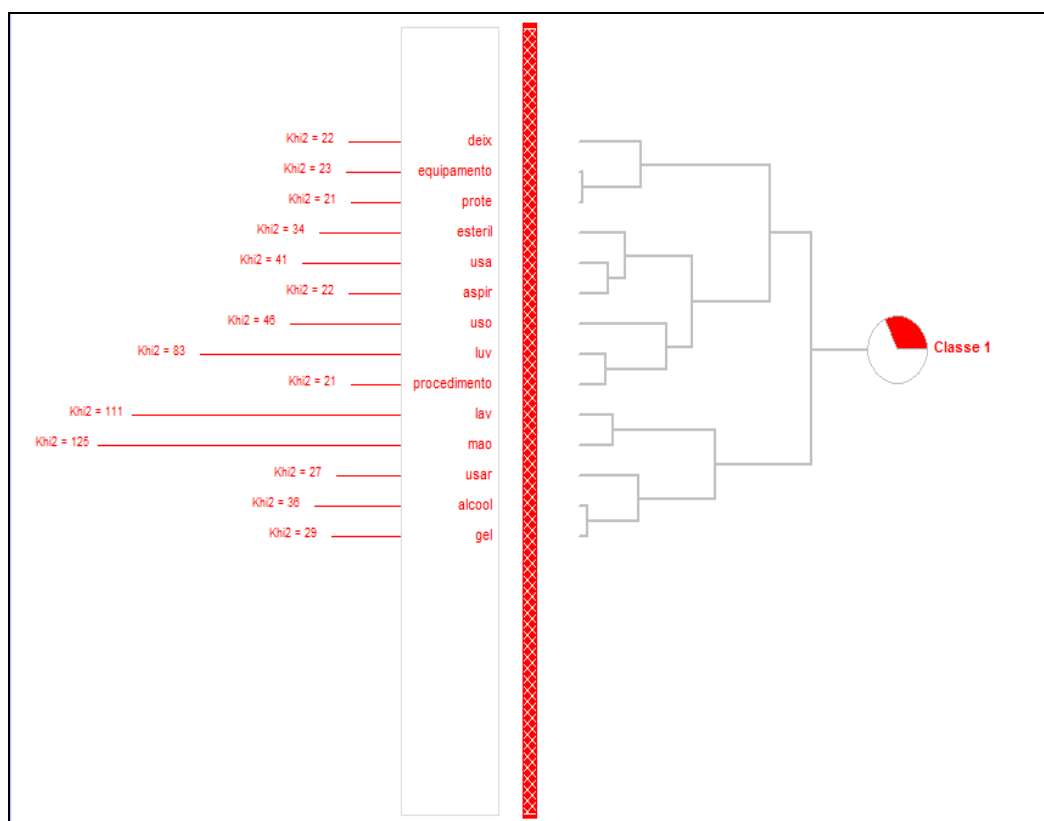 Khi2 = 22 deix
Khi2 = 23 equipamento
Khi2 = 21 prote
Khi2 = 34 esteril
Khi2 = 41 usa
Khi2 = 22 aspir
Khi2 = 46 uso
Khi2 = 83 luv
Classe 1
Khi2 = 21 procedimento
Khi2 = 111 lav
Khi2 = 125 mao
Khi2 = 27 usar
Khi2 = 36 alcool
Khi2 = 29 gel